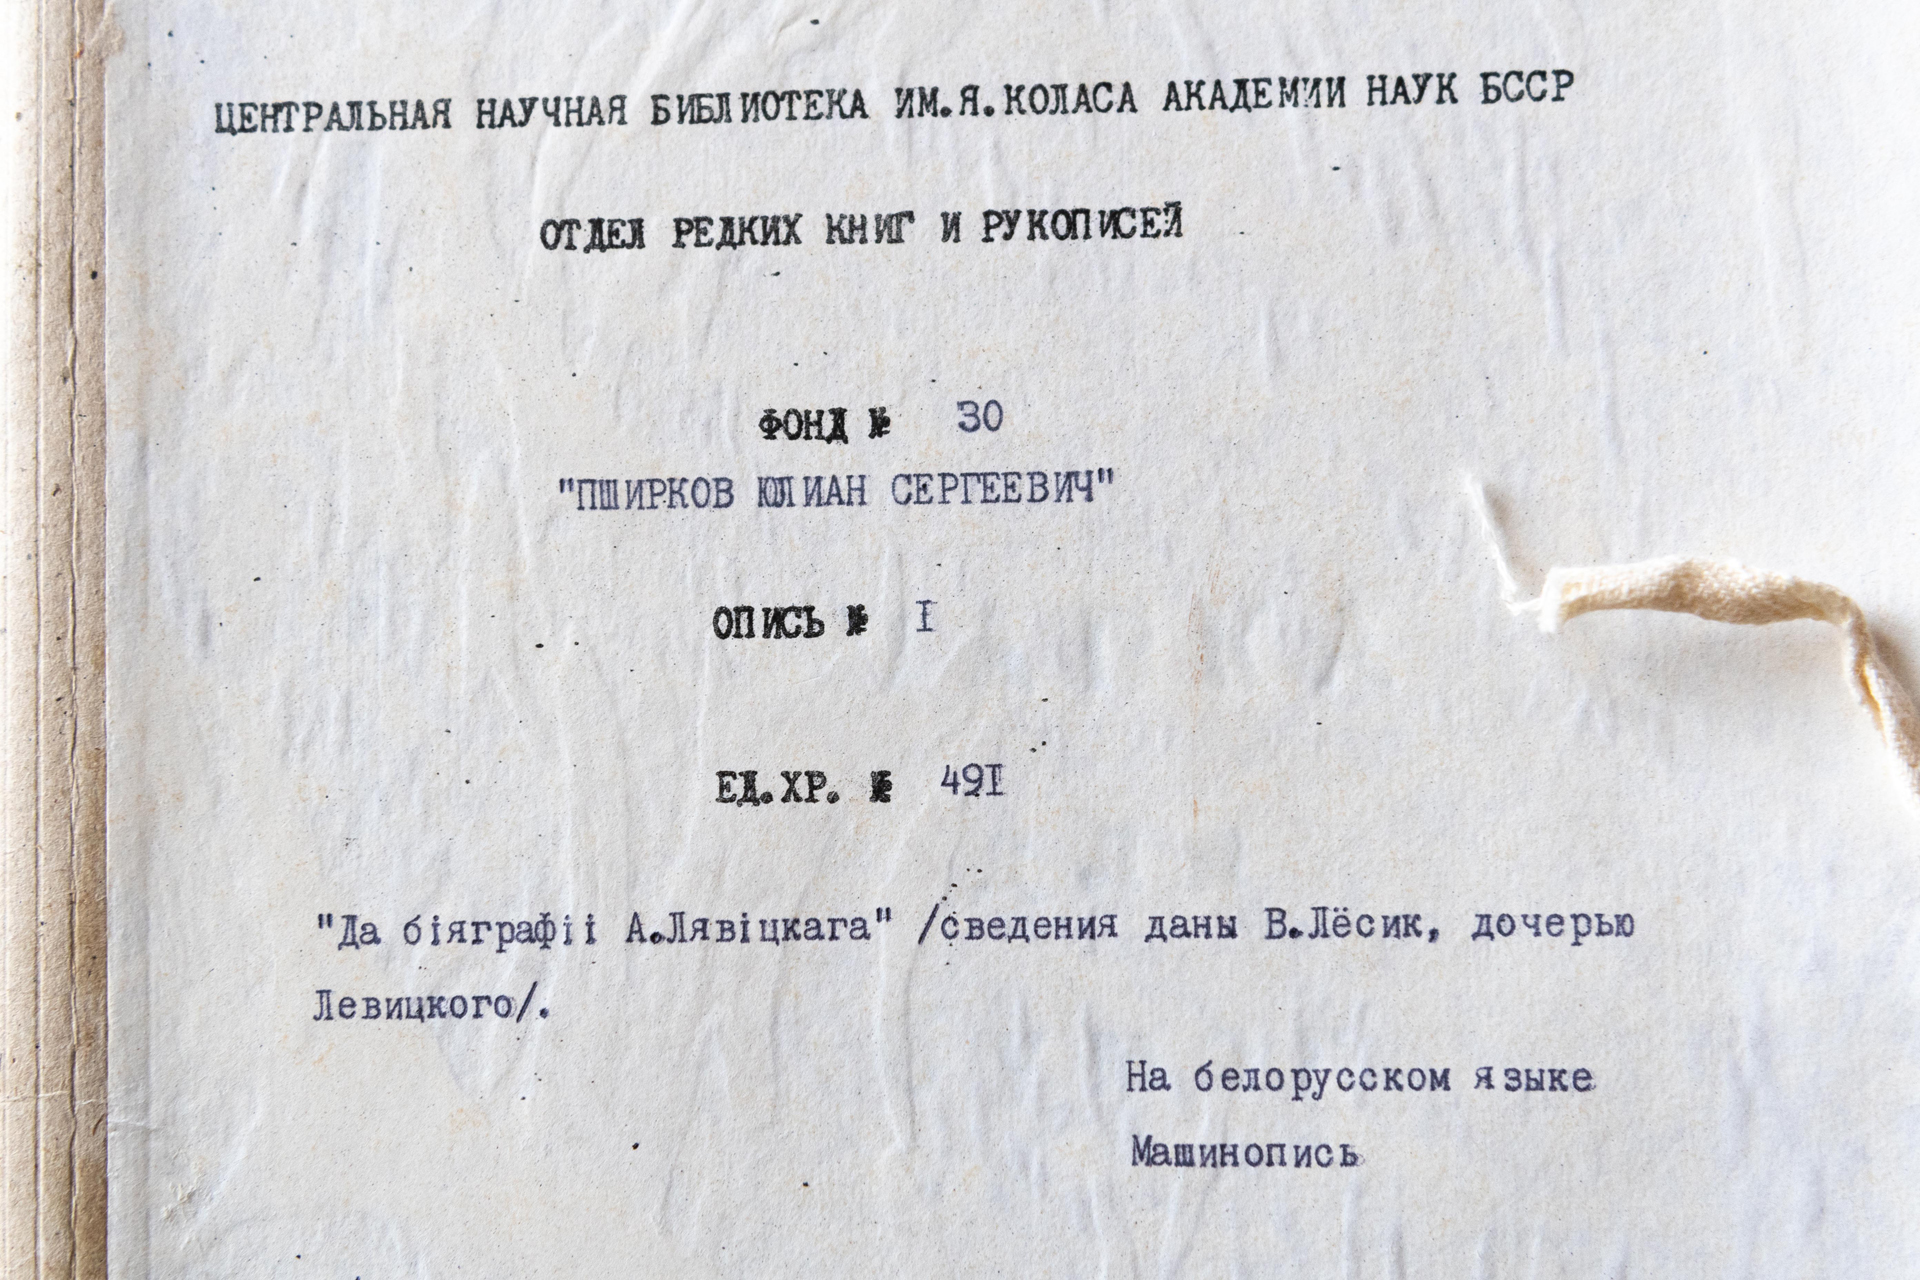 ЦЕНТРАЛЬНАЯ НАУЧНАЯ БИБЛИОТЕКА ИМ.Я.КОЛАСА АКАДЕМИИ НАУК БССР
ОТДЕЛ РЕДКИХ КНИГ И РУКОПИСЕЙ
ФОНД № 30
"ПШИРКОВ ЮЛИАН СЕРГЕЕВИЧ"
ОПИСЬ № I
ЕД.ХР. № 49I
"Да біяграфіі А.Лявіцкага" /сведения даны В.Лёсик, дочерью
Левицкого/.
На белорусском языке
Машинопись